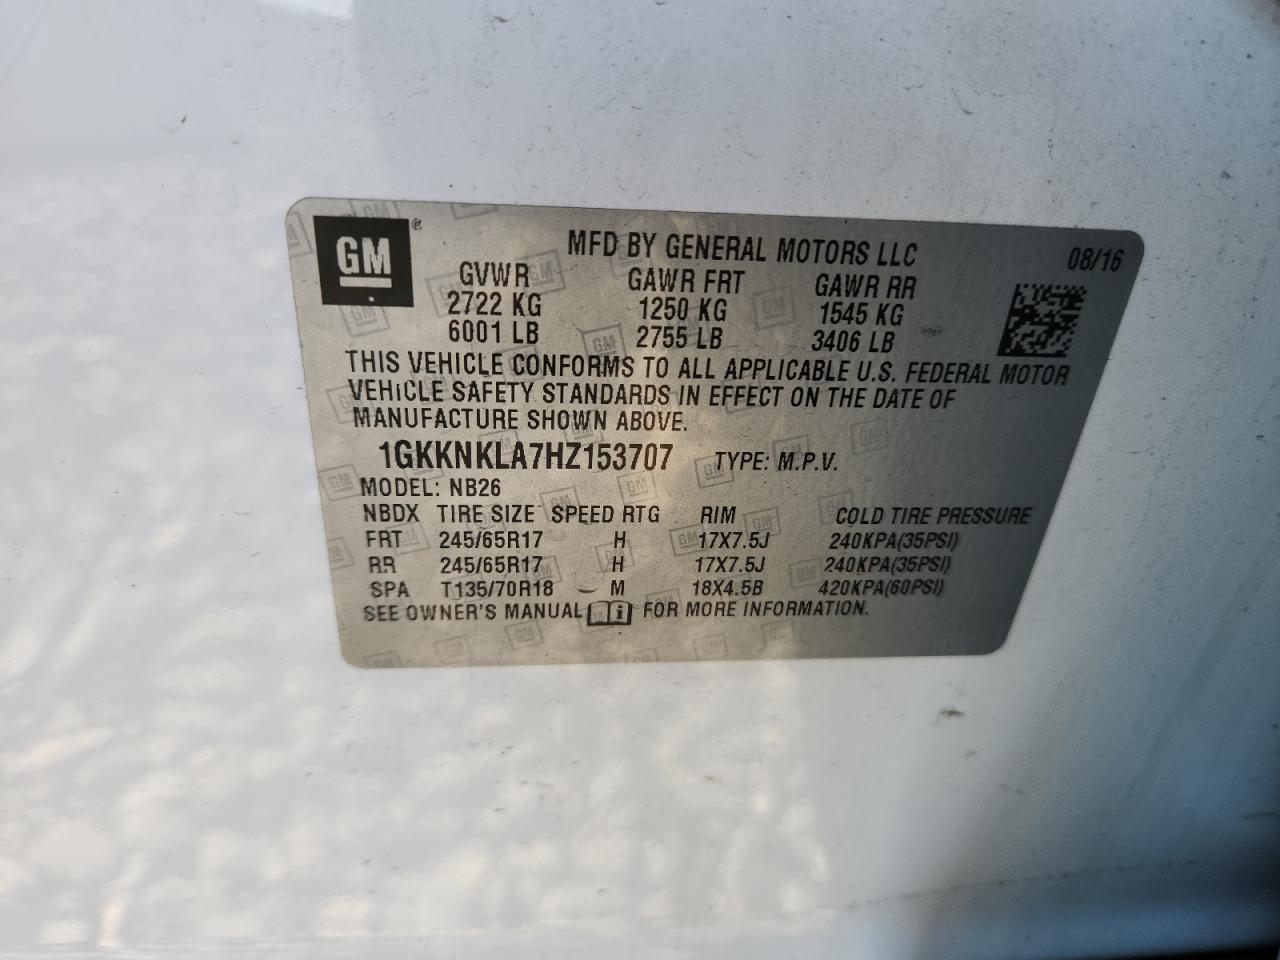 GM®
MFD BY GENERAL MOTORS LLC 08/16
GVWR GAWR FRT GAWR RR
2722 KG 1250 KG 1545 KG
6001 LB 2755 LB 3406 LB
THIS VEHICLE CONFORMS TO ALL APPLICABLE U.S. FEDERAL MOTOR
VEHICLE SAFETY STANDARDS IN EFFECT ON THE DATE OF
MANUFACTURE SHOWN ABOVE.
1GKKNKLA7HZ153707 TYPE: M.P.V.
MODEL: NB26
NBDX TIRE SIZE SPEED RTG RIM COLD TIRE PRESSURE
FRT 245/65R17 H 17X7.5J 240KPA(35PSI)
RR 245/65R17 H 17X7.5J 240KPA(35PSI)
SPA T135/70R18 M 18X4.5B 420KPA(60PSI)
SEE OWNER'S MANUAL i FOR MORE INFORMATION.